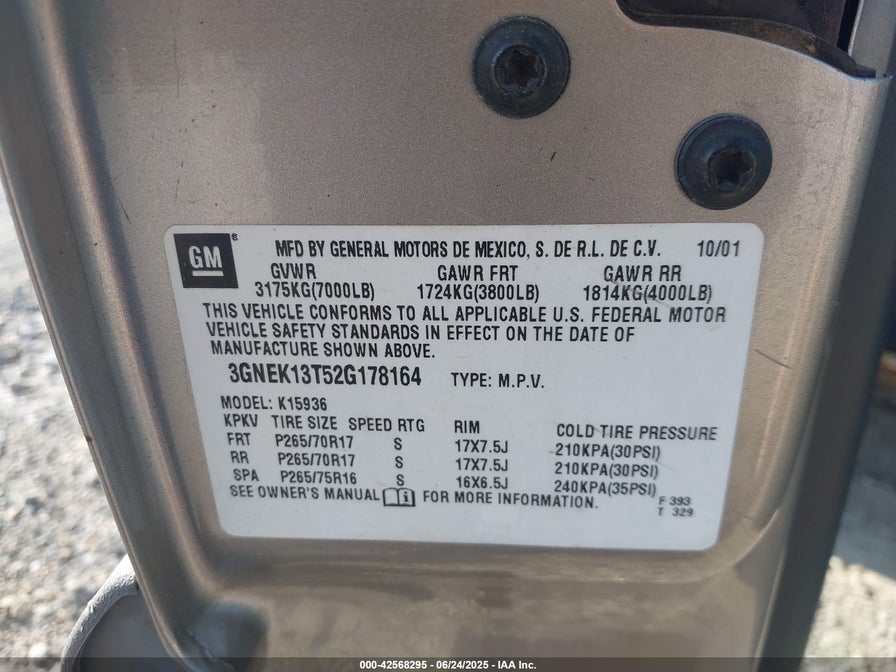 GM® MFD BY GENERAL MOTORS DE MEXICO, S. DE R.L. DE C.V. 10/01
GVWR GAWR FRT GAWR RR
3175KG(7000LB) 1724KG(3800LB) 1814KG(4000LB)
THIS VEHICLE CONFORMS TO ALL APPLICABLE U.S. FEDERAL MOTOR
VEHICLE SAFETY STANDARDS IN EFFECT ON THE DATE OF
MANUFACTURE SHOWN ABOVE.
3GNEK13T52G178164 TYPE: M.P.V.
MODEL: K15936
KPKV TIRE SIZE SPEED RTG RIM COLD TIRE PRESSURE
FRT P265/70R17 S 17X7.5J 210KPA(30PSI)
RR P265/70R17 S 17X7.5J 210KPA(30PSI)
SPA P265/75R16 S 16X6.5J 240KPA(35PSI)
SEE OWNER'S MANUAL FOR MORE INFORMATION. F 393
T 329
000-42568295 - 06/24/2025 - IAA Inc.